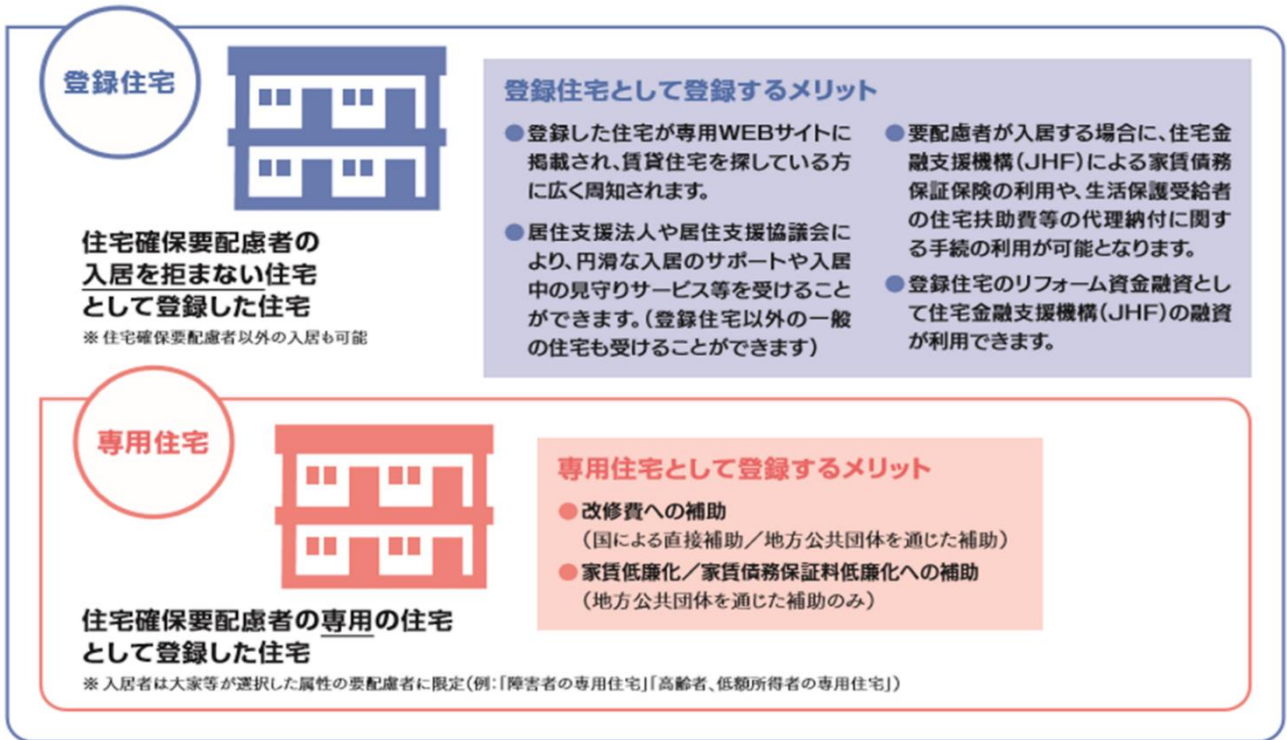 登録住宅
住宅確保要配慮者の
入居を拒まない住宅
として登録した住宅
※ 住宅確保要配慮者以外の入居も可能
登録住宅として登録するメリット
●登録した住宅が専用WEBサイトに
掲載され、賃貸住宅を探している方
に広く周知されます。
●居住支援法人や居住支援協議会に
より、円滑な入居のサポートや入居
中の見守りサービス等を受けること
ができます。(登録住宅以外の一般
の住宅も受けることができます)
●要配慮者が入居する場合に、住宅金
融支援機構(JHF)による家賃債務
保証保険の利用や、生活保護受給者
の住宅扶助費等の代理納付に関す
る手続の利用が可能となります。
●登録住宅のリフォーム資金融資とし
て住宅金融支援機構(JHF)の融資
が利用できます。
専用住宅
住宅確保要配慮者の専用の住宅
として登録した住宅
※ 入居者は大家等が選択した属性の要配慮者に限定(例:「障害者の専用住宅」「高齢者、低額所得者の専用住宅」)
専用住宅として登録するメリット
●改修費への補助
(国による直接補助／地方公共団体を通じた補助)
●家賃低廉化／家賃債務保証料低廉化への補助
(地方公共団体を通じた補助のみ)